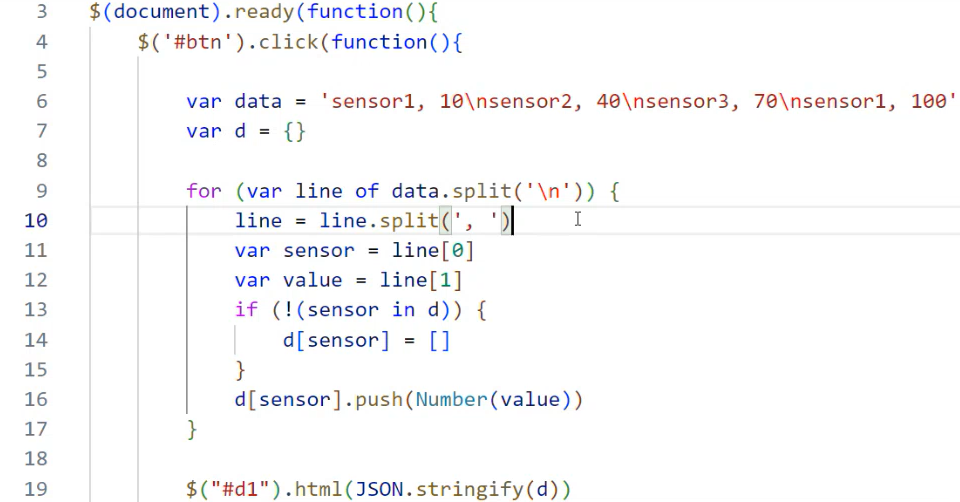 3 $(document).ready(function(){
4 $('#btn').click(function(){
5
6 var data = 'sensor1, 10\nsensor2, 40\nsensor3, 70\nsensor1, 100'
7 var d = {}
8
9 for (var line of data.split('\n')) {
10 line = line.split(', ')
11 var sensor = line[0]
12 var value = line[1]
13 if (!(sensor in d)) {
14 d[sensor] = []
15 }
16 d[sensor].push(Number(value))
17 }
18
19 $("#d1").html(JSON.stringify(d))